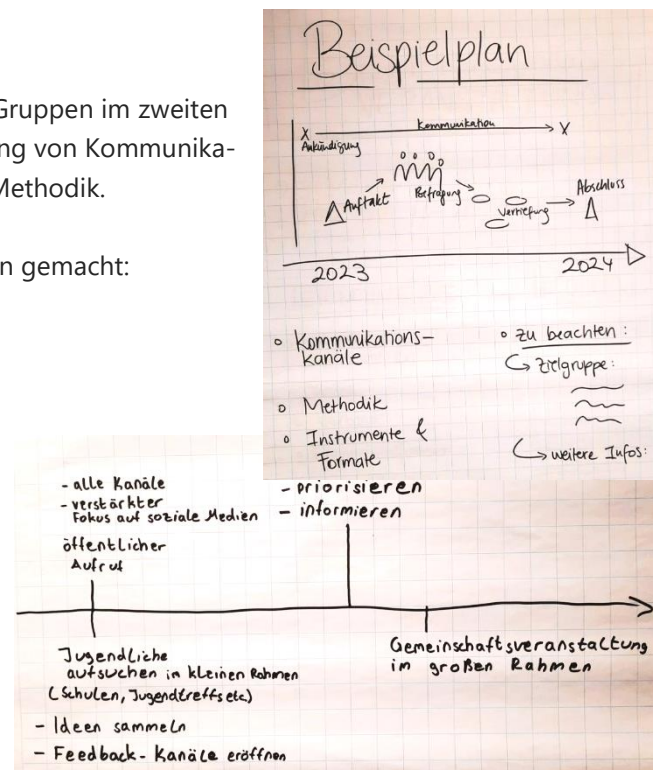 Gruppen im zweiten
ng von Kommunika-
Methodik.
n gemacht:
Beispielplan
X Kommunikation X
Ankündigung
Auftakt
Befragung
Vertiefung
Abschluss
2023
2024
o Kommunikations-
kanäle
o Methodik
o Instrumente &
Formate
o zu beachten:
Zielgruppe:
weitere Infos:
- alle Kanäle
- verstärkter
Fokus auf soziale Medien
öffentlicher
Aufruf
- priorisieren
- informieren
Jugendliche
aufsuchen in kleinen Rahmen
(Schulen, Jugendtreffs etc)
- Ideen sammeln
- Feedback-Kanäle eröffnen
Gemeinschaftsveranstaltung
im großen Rahmen